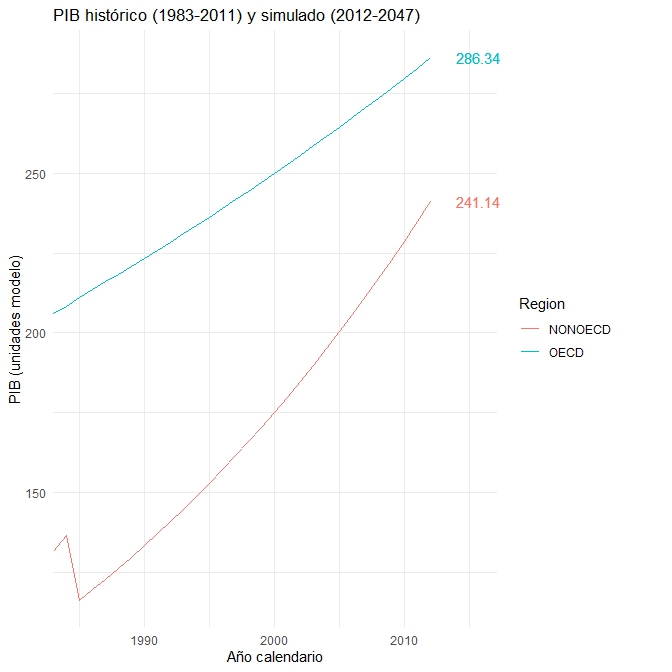 PIB histórico (1983-2011) y simulado (2012-2047)
286.34
250
241.14
200
150
PIB (unidades modelo)
1990
2000
2010
Año calendario
Region
NONOECD
OECD